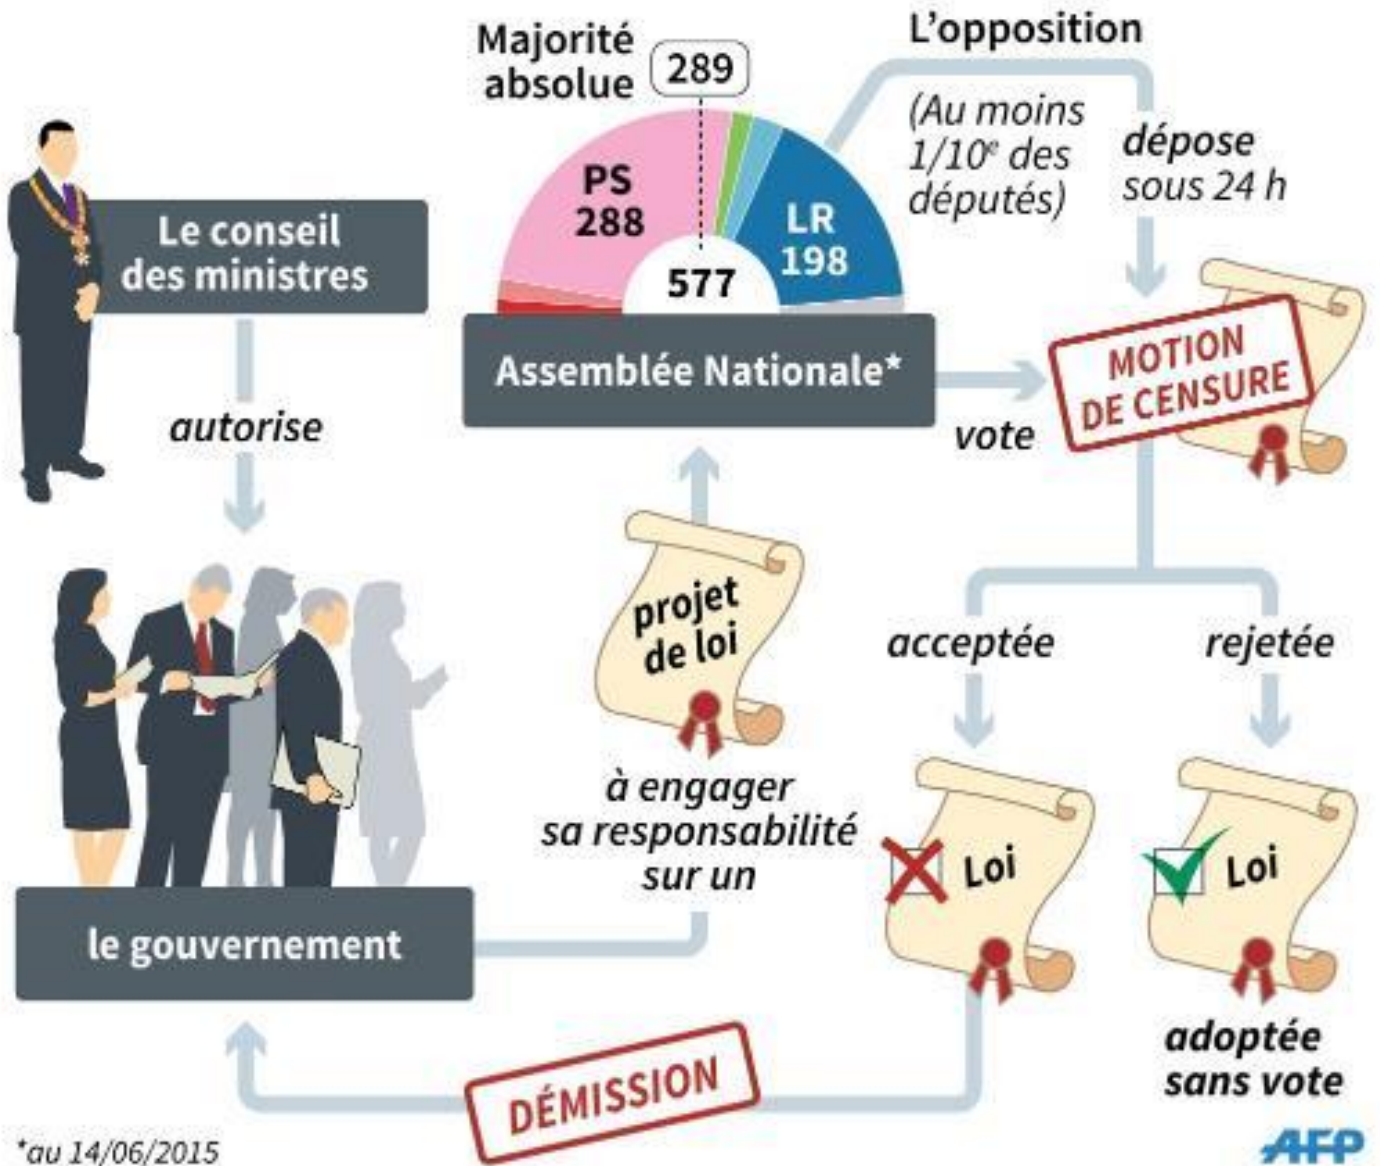 Majorité
absolue
289
L'opposition
(Au moins
1/10e des
députés)
dépose
sous 24 h
PS
288
LR
198
577
Le conseil
des ministres
Assemblée Nationale*
MOTION
DE CENSURE
autorise
vote
projet
de loi
acceptée
rejetée
à engager
sa responsabilité
sur un
Loi
Loi
le gouvernement
adoptée
sans vote
DÉMISSION
*au 14/06/2015
AFP